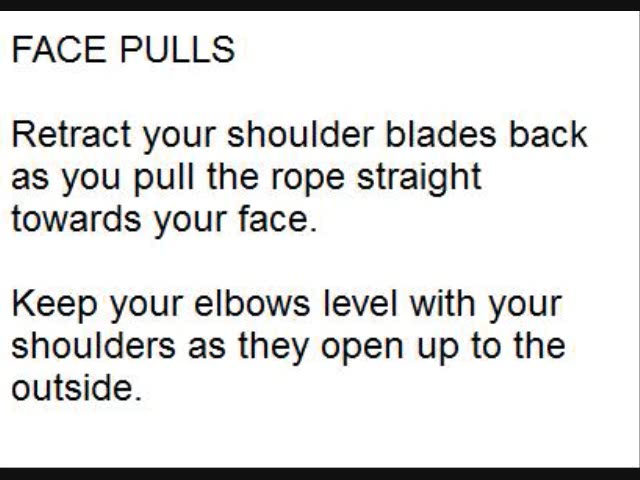 FACE PULLS
Retract your shoulder blades back
as you pull the rope straight
towards your face.
Keep your elbows level with your
shoulders as they open up to the
outside.